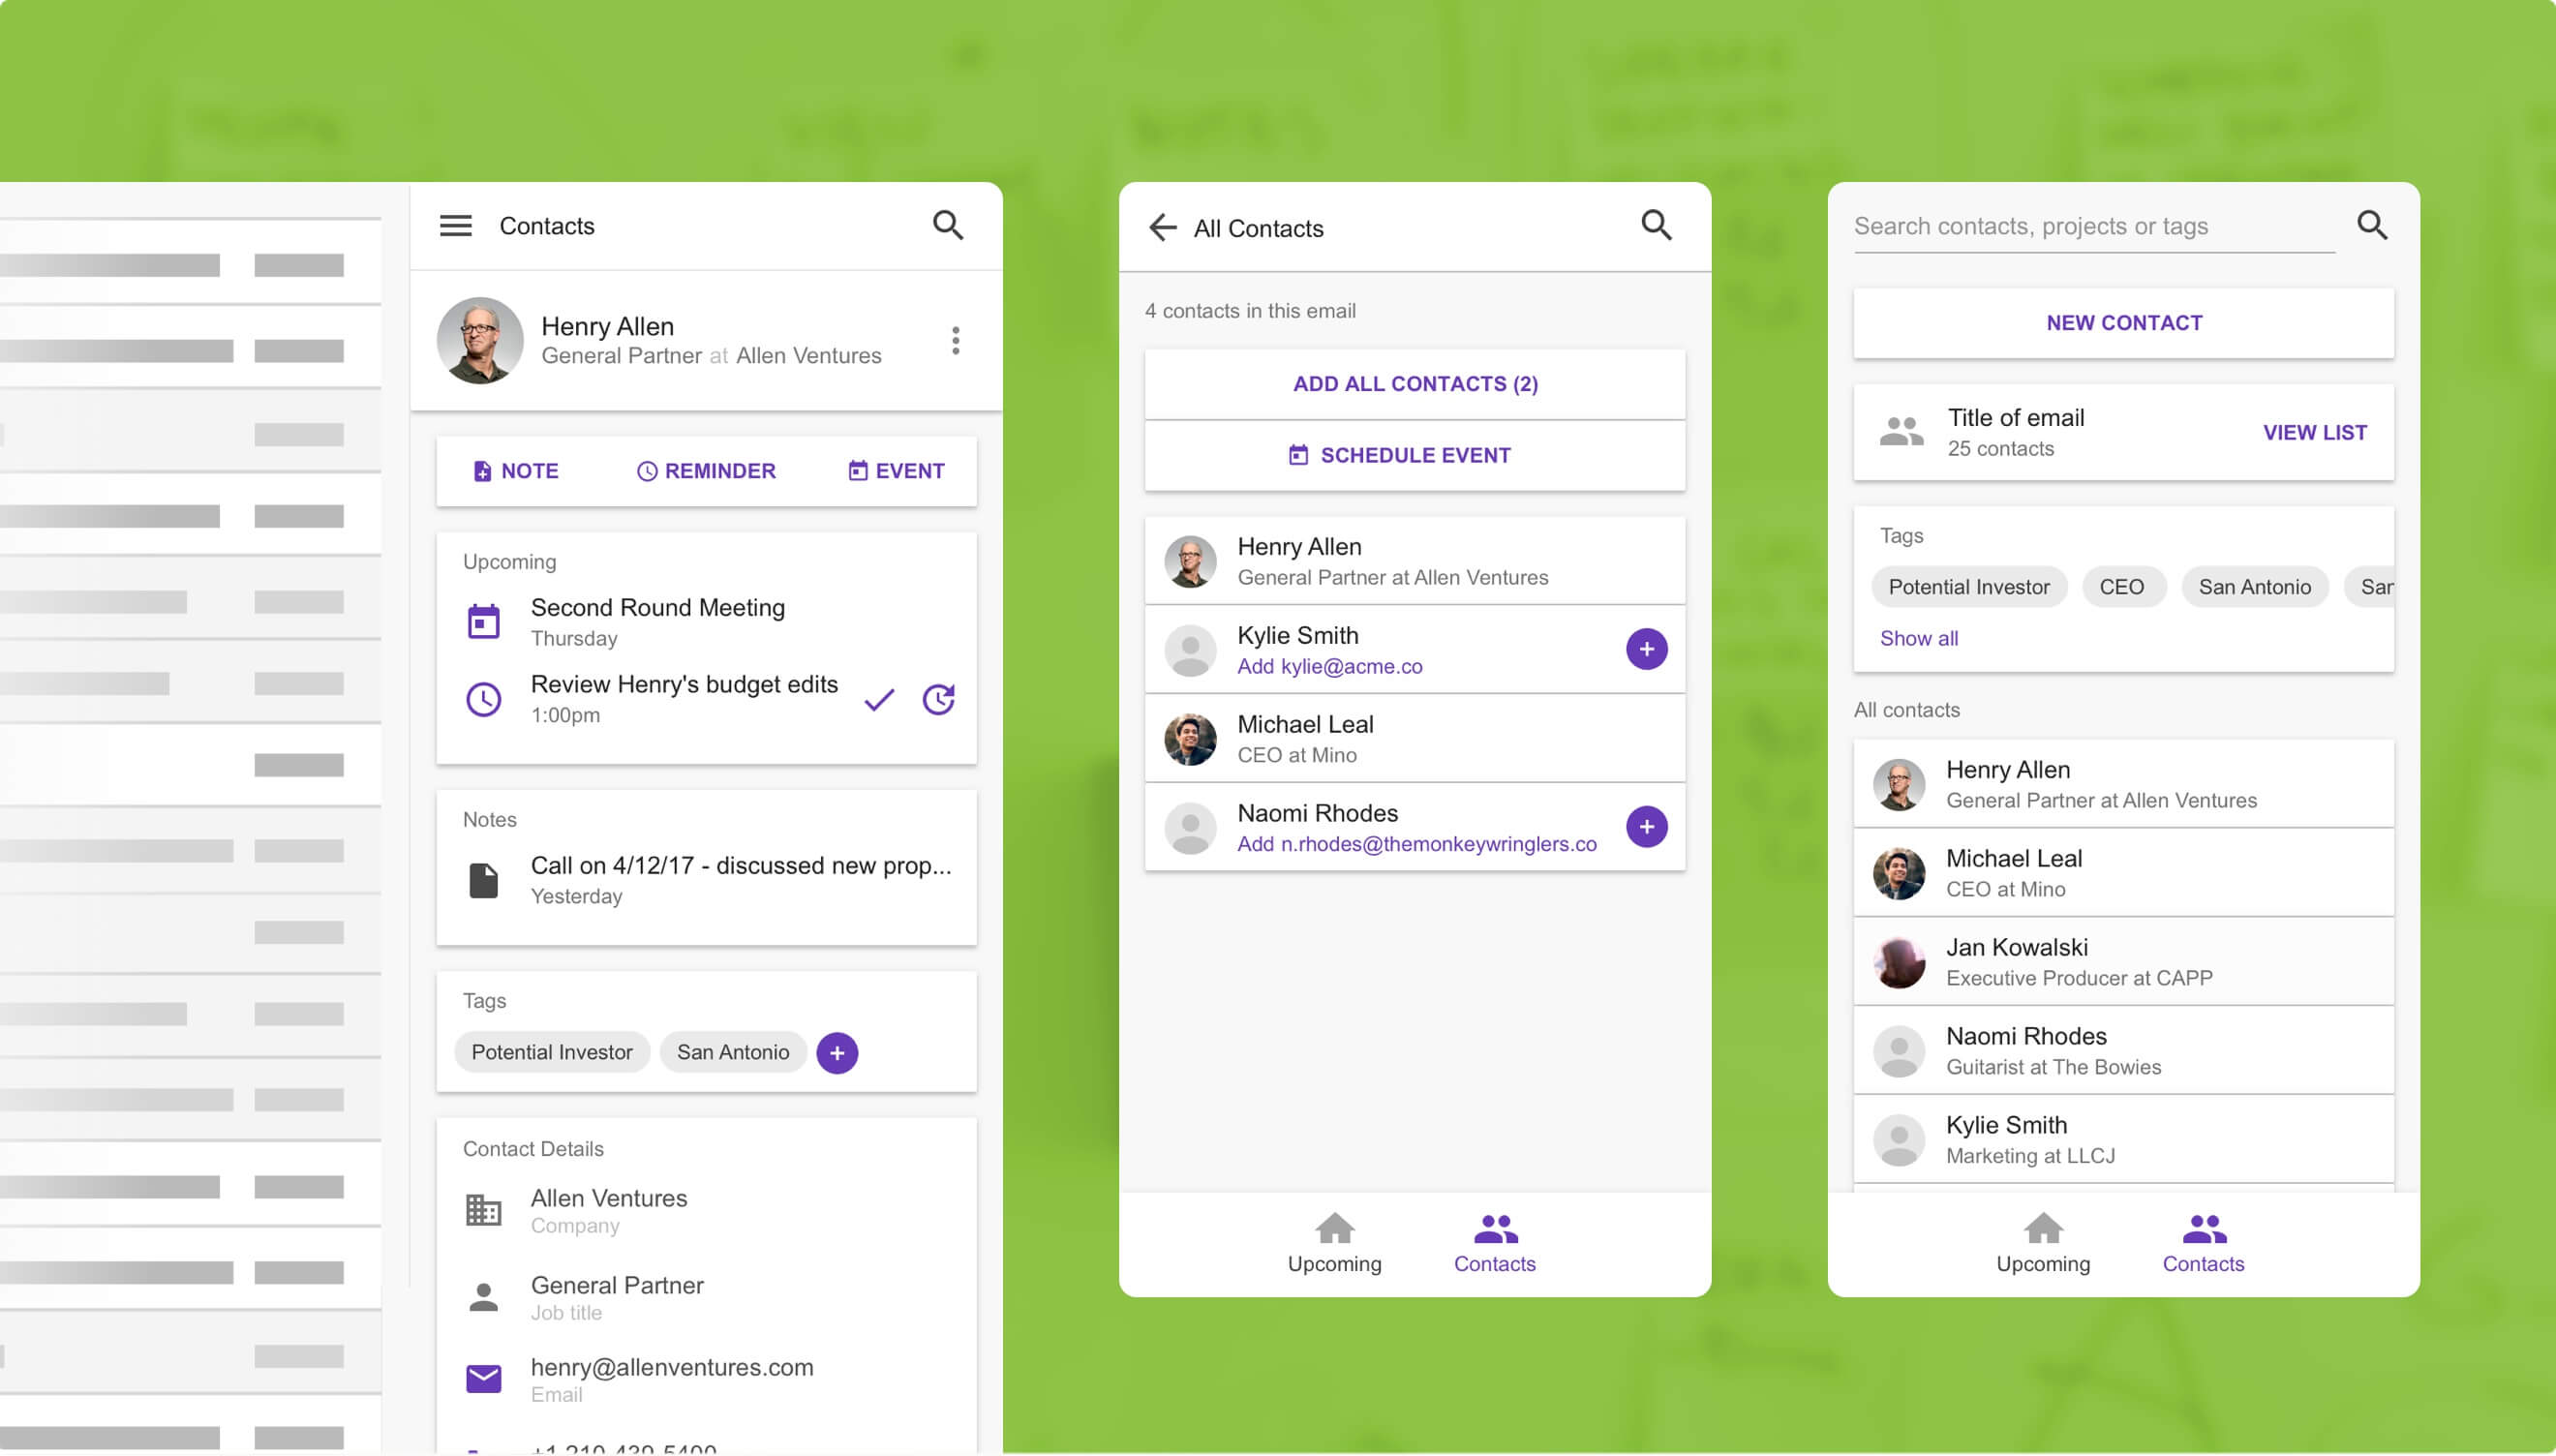 Contacts
Henry Allen
General Partner at Allen Ventures
NOTE
REMINDER
EVENT
Upcoming
Second Round Meeting
Thursday
Review Henry's budget edits
1:00pm
Notes
Call on 4/12/17 - discussed new prop...
Yesterday
Tags
Potential Investor
San Antonio
Contact Details
Allen Ventures
Company
General Partner
Job title
henry@allenventures.com
Email
+1 210 439-5400
All Contacts
4 contacts in this email
ADD ALL CONTACTS (2)
SCHEDULE EVENT
Henry Allen
General Partner at Allen Ventures
Kylie Smith
Add kylie@acme.co
Michael Leal
CEO at Mino
Naomi Rhodes
Add n.rhodes@themonkeywringlers.co
Upcoming
Contacts
Search contacts, projects or tags
NEW CONTACT
Title of email
25 contacts
VIEW LIST
Tags
Potential Investor
CEO
San Antonio
San
Show all
All contacts
Henry Allen
General Partner at Allen Ventures
Michael Leal
CEO at Mino
Jan Kowalski
Executive Producer at CAPP
Naomi Rhodes
Guitarist at The Bowies
Kylie Smith
Marketing at LLCJ
Upcoming
Contacts